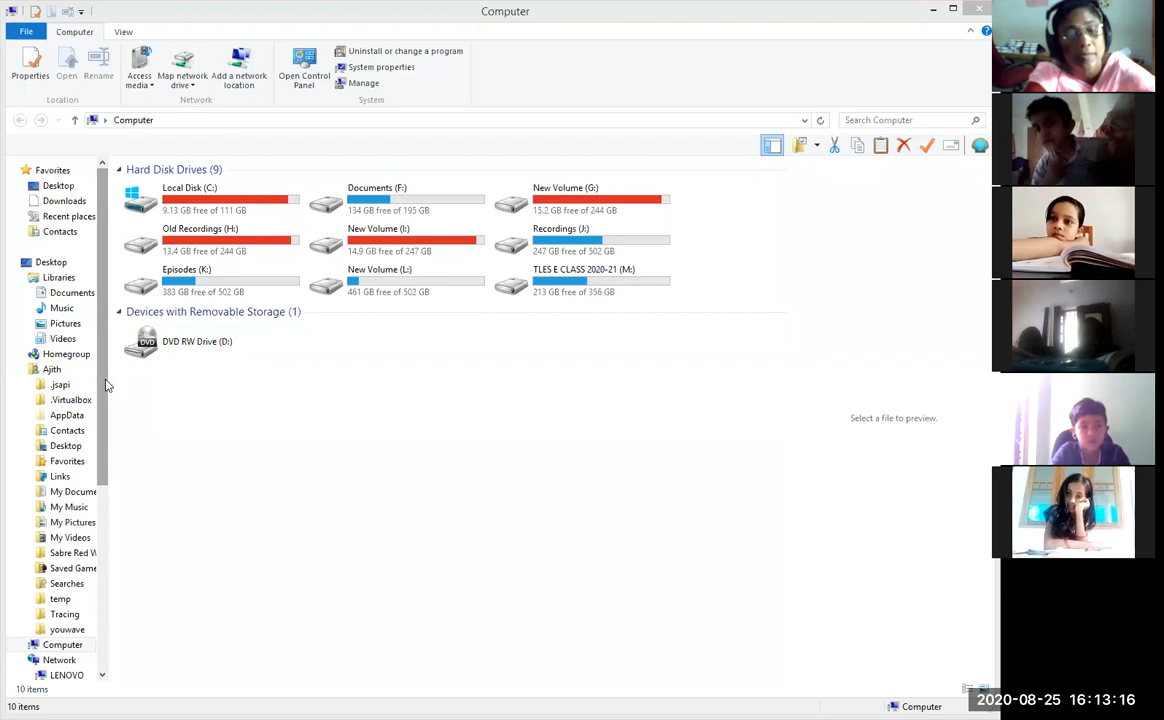 Computer
File
Computer
View
Properties
Open
Rename
Location
Access media
Map network drive
Add a network location
Network
Open Control Panel
Uninstall or change a program
System properties
Manage
System
Computer
Search Computer
Favorites
Desktop
Downloads
Recent places
Contacts
Desktop
Libraries
Documents
Music
Pictures
Videos
Homegroup
Ajith
.jsapi
.Virtualbox
AppData
Contacts
Desktop
Favorites
Links
My Docume
My Music
My Pictures
My Videos
Sabre Red W
Saved Game
Searches
temp
Tracing
youwave
Computer
Network
LENOVO
Hard Disk Drives (9)
Local Disk (C:)
9.13 GB free of 111 GB
Documents (F:)
134 GB free of 195 GB
New Volume (G:)
15.2 GB free of 244 GB
Old Recordings (H:)
13.4 GB free of 244 GB
New Volume (I:)
14.9 GB free of 247 GB
Recordings (J:)
247 GB free of 502 GB
Episodes (K:)
383 GB free of 502 GB
New Volume (L:)
461 GB free of 502 GB
TLES E CLASS 2020-21 (M:)
213 GB free of 356 GB
Devices with Removable Storage (1)
DVD
DVD RW Drive (D:)
Select a file to preview.
10 items
10 items
Computer
2020-08-25 16:13:16